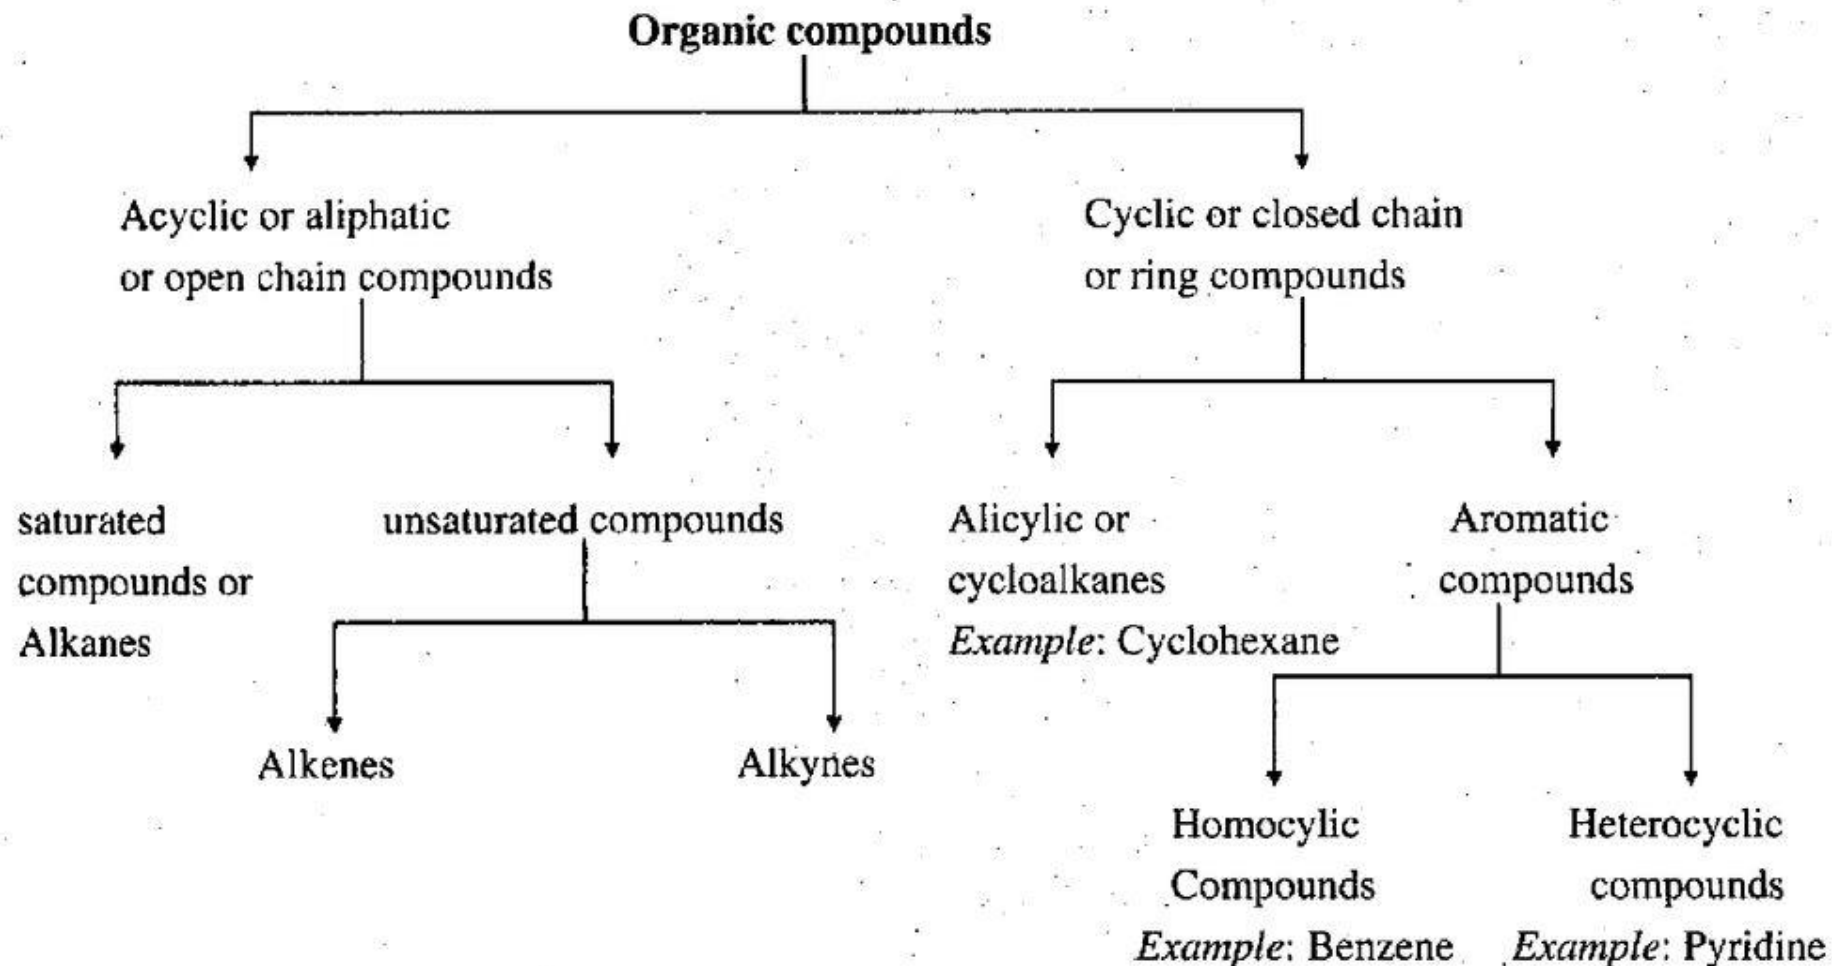 Organic compounds
Acyclic or aliphatic
or open chain compounds
Cyclic or closed chain
or ring compounds
saturated
compounds or
Alkanes
unsaturated compounds
Alkenes
Alkynes
Alicylic or
cycloalkanes
Example: Cyclohexane
Aromatic
compounds
Homocylic
Compounds
Example: Benzene
Heterocyclic
compounds
Example: Pyridine